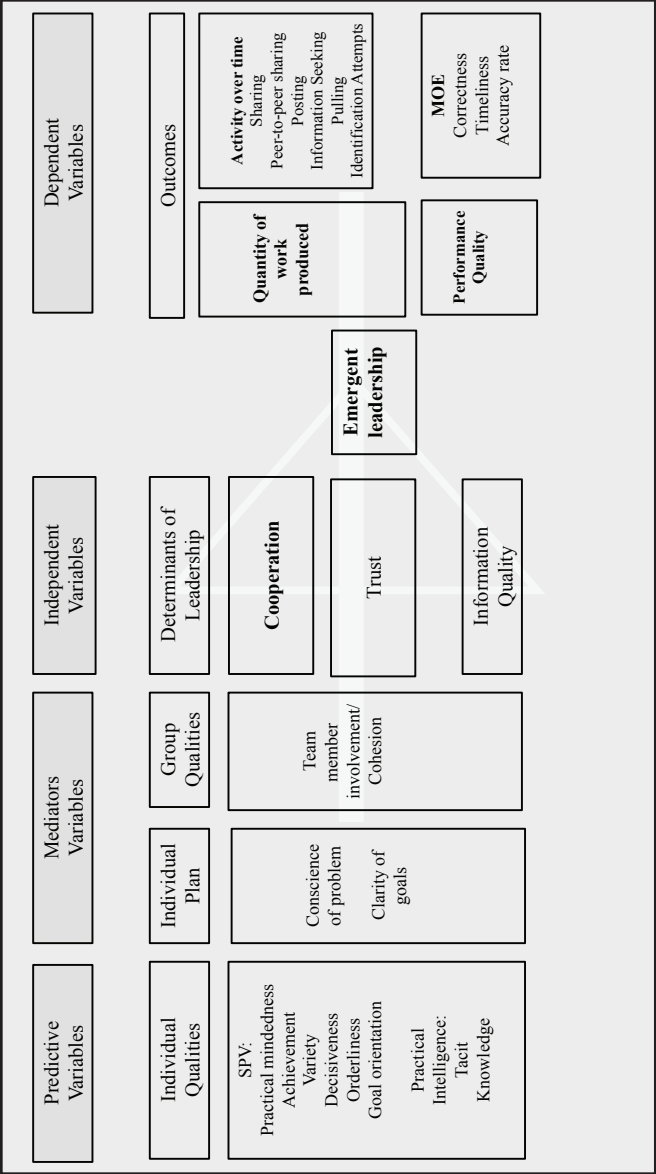 Predictive
Variables
Mediators
Variables
Independent
Variables
Dependent
Variables
Individual
Qualities
Individual
Plan
Group
Qualities
Determinants of
Leadership
Outcomes
SPV:
Practical mindedness
Achievement
Variety
Decisiveness
Orderliness
Goal orientation
Practical
Intelligence:
Tacit
Knowledge
Conscience
of problem
Clarity of
goals
Team
member
involvement/
Cohesion
Cooperation
Trust
Information
Quality
Emergent
leadership
Quantity of
work
produced
Activity over time
Sharing
Peer-to-peer sharing
Posting
Information Seeking
Pulling
Identification Attempts
Performance
Quality
MOE
Correctness
Timeliness
Accuracy rate